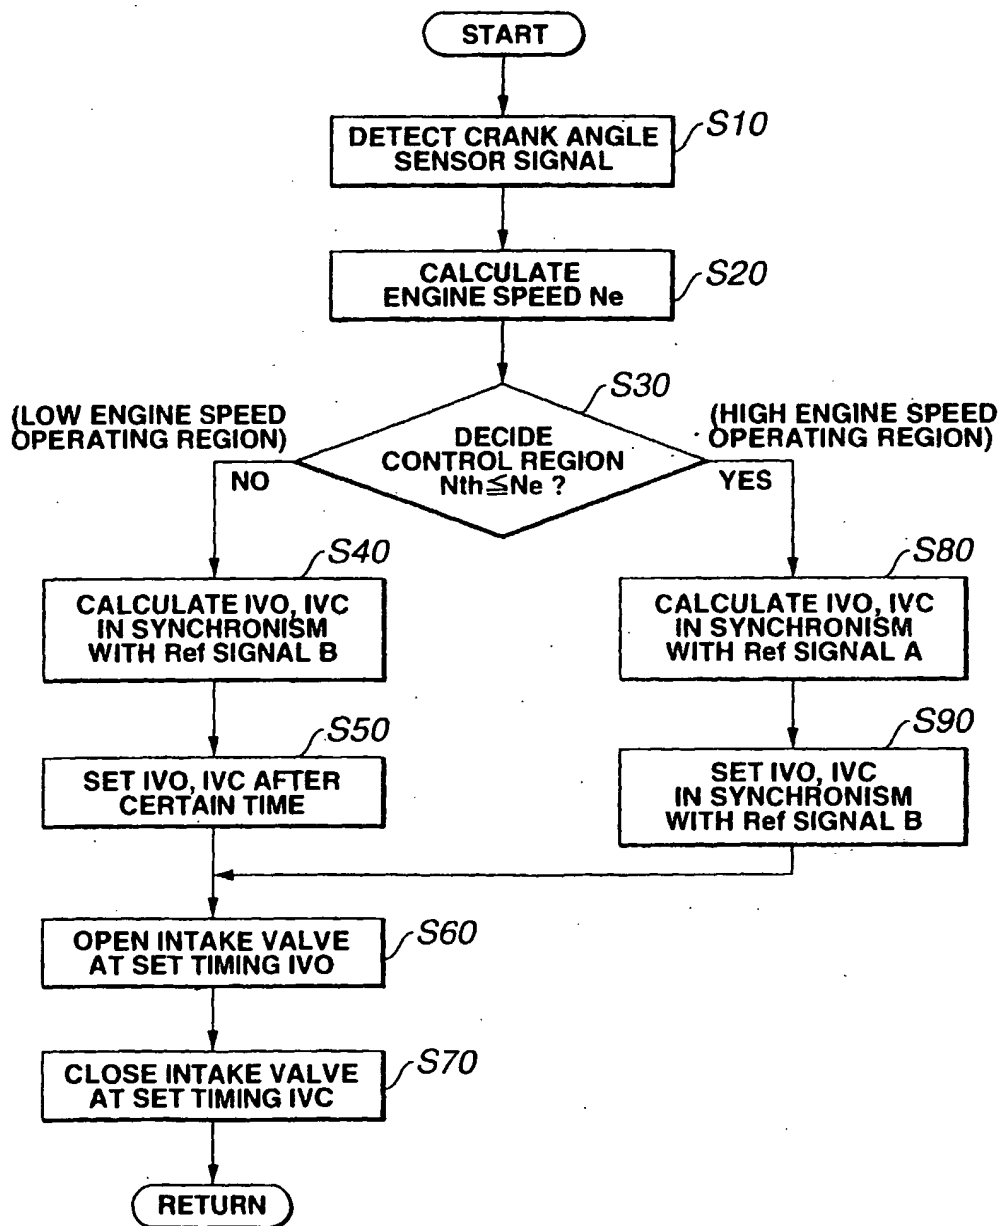 START
DETECT CRANK ANGLE
SENSOR SIGNAL
S10
CALCULATE
ENGINE SPEED Ne
S20
S30
(LOW ENGINE SPEED
OPERATING REGION)
(HIGH ENGINE SPEED
OPERATING REGION)
DECIDE
CONTROL REGION
Nth≦Ne ?
NO
YES
S40
CALCULATE IVO, IVC
IN SYNCHRONISM
WITH Ref SIGNAL B
S80
CALCULATE IVO, IVC
IN SYNCHRONISM
WITH Ref SIGNAL A
S50
SET IVO, IVC AFTER
CERTAIN TIME
S90
SET IVO, IVC
IN SYNCHRONISM
WITH Ref SIGNAL B
OPEN INTAKE VALVE
AT SET TIMING IVO
S60
CLOSE INTAKE VALVE
AT SET TIMING IVC
S70
RETURN